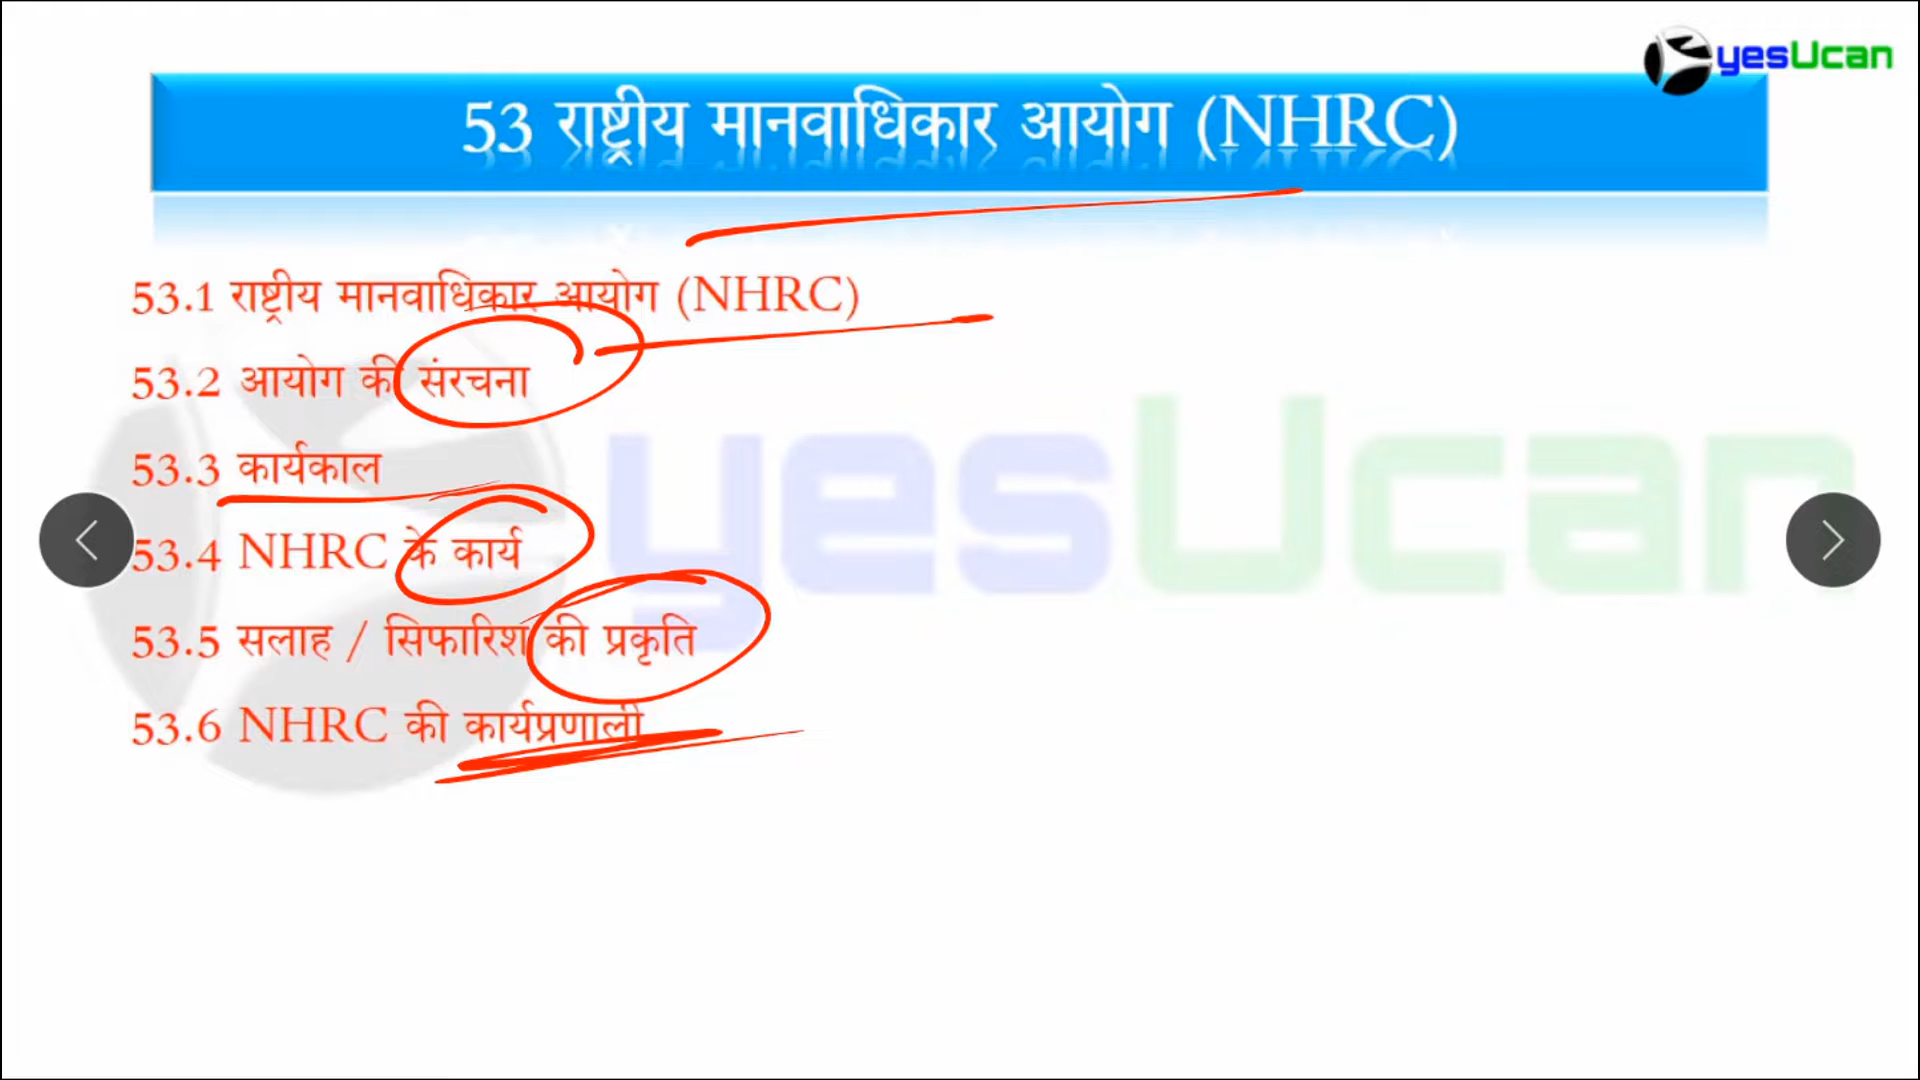 yesUcan
53 राष्ट्रीय मानवाधिकार आयोग (NHRC)
53.1 राष्ट्रीय मानवाधिकार आयोग (NHRC)
53.2 आयोग की संरचना
53.3 कार्यकाल
53.4 NHRC के कार्य
53.5 सलाह / सिफारिश की प्रकृति
53.6 NHRC की कार्यप्रणाली
yesUcan